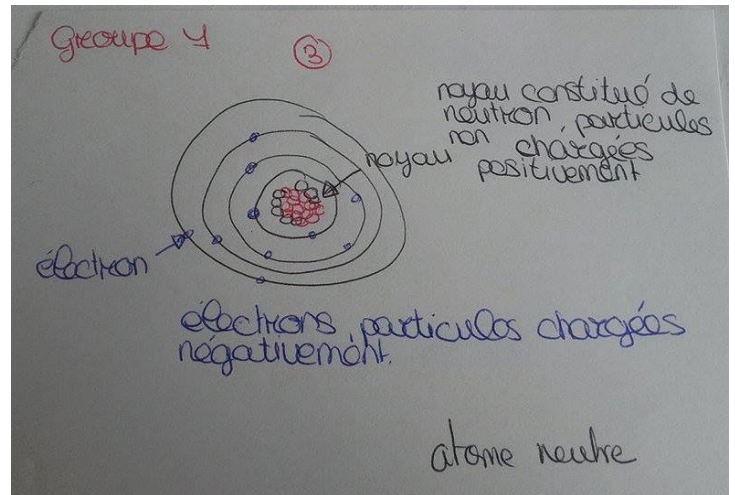 Groupe 4
3
noyau constitué de
neutron, particules
non chargées
positivement
noyau
électron
électrons, particules chargées
négativement.
atome neutre